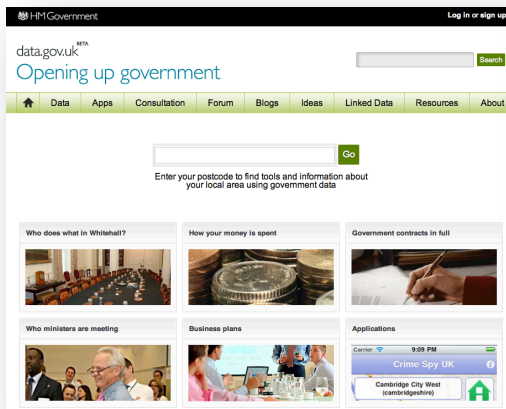 HM Government
Log in or sign up
data.gov.uk BETA
Opening up government
Search
Data Apps Consultation Forum Blogs Ideas Linked Data Resources About
Go
Enter your postcode to find tools and information about
your local area using government data
Who does what in Whitehall? How your money is spent Government contracts in full
Who ministers are meeting Business plans Applications
Carrier 9:09 PM
Crime Spy UK
Cambridge City West
(cambridgeshire)